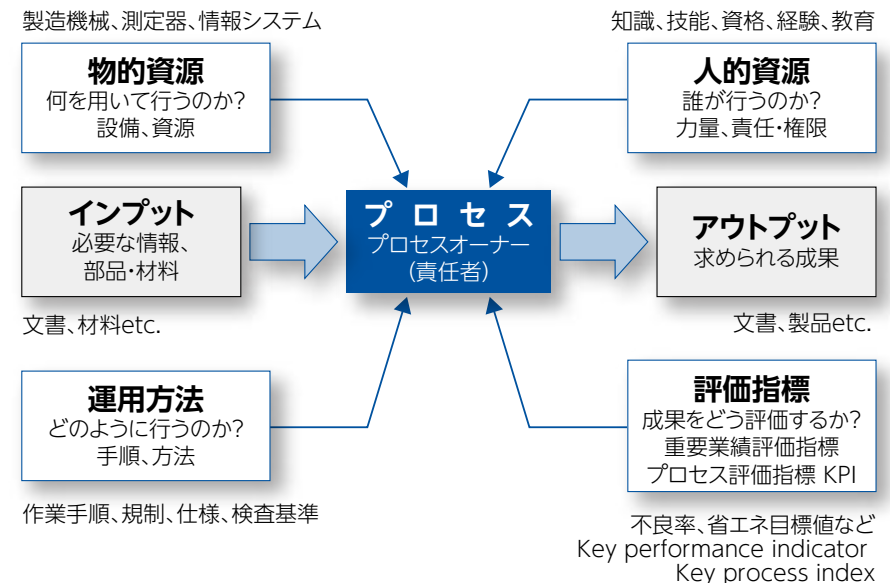 製造機械、測定器、情報システム
物的資源
何を用いて行うのか?
設備、資源
知識、技能、資格、経験、教育
人的資源
誰が行うのか?
力量、責任・権限
インプット
必要な情報、
部品・材料
文書、材料etc.
プロセス
プロセスオーナー
(責任者)
アウトプット
求められる成果
文書、製品etc.
運用方法
どのように行うのか?
手順、方法
作業手順、規制、仕様、検査基準
評価指標
成果をどう評価するか?
重要業績評価指標
プロセス評価指標 KPI
不良率、省エネ目標値など
Key performance indicator
Key process index